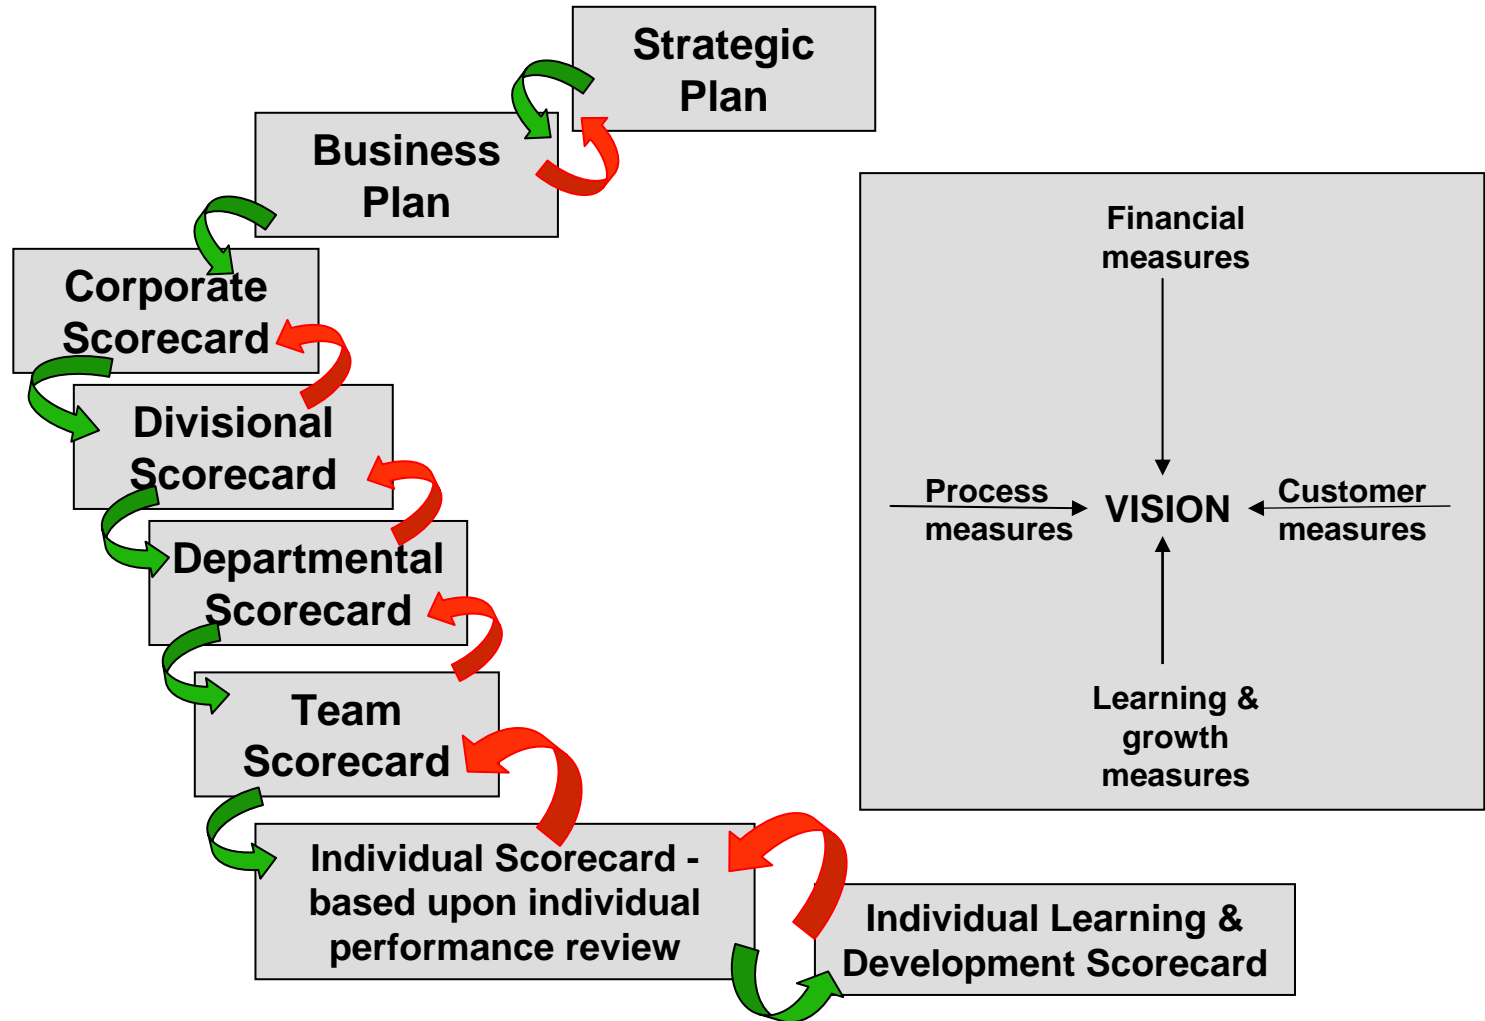 Strategic
Plan
Business
Plan
Corporate
Scorecard
Divisional
Scorecard
Departmental
Scorecard
Team
Scorecard
Individual Scorecard -
based upon individual
performance review
Individual Learning &
Development Scorecard
Financial
measures
Process
measures
VISION
Customer
measures
Learning &
growth
measures